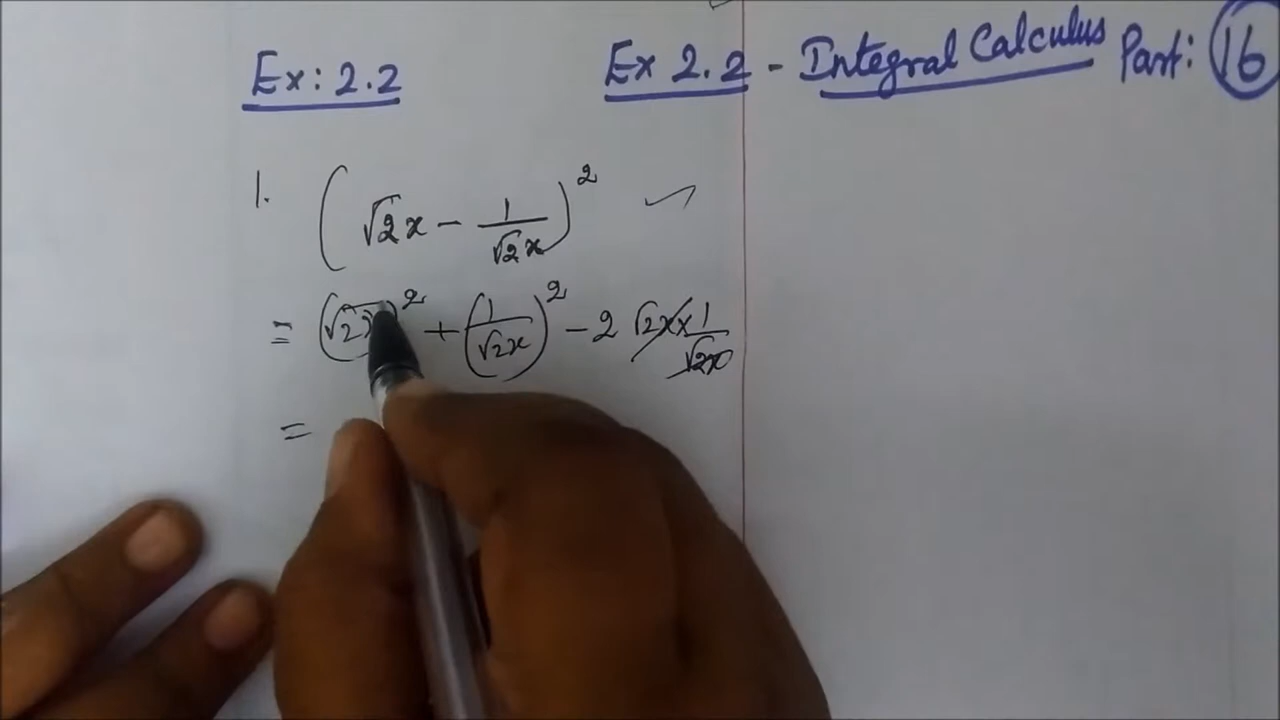 Ex: 2.2
Ex 2.2 - Integral Calculus Part: 16
1. (√2x - 1/√2x)²
= (√2x)² + (1/√2x)² - 2 √2x × 1/√2x
=